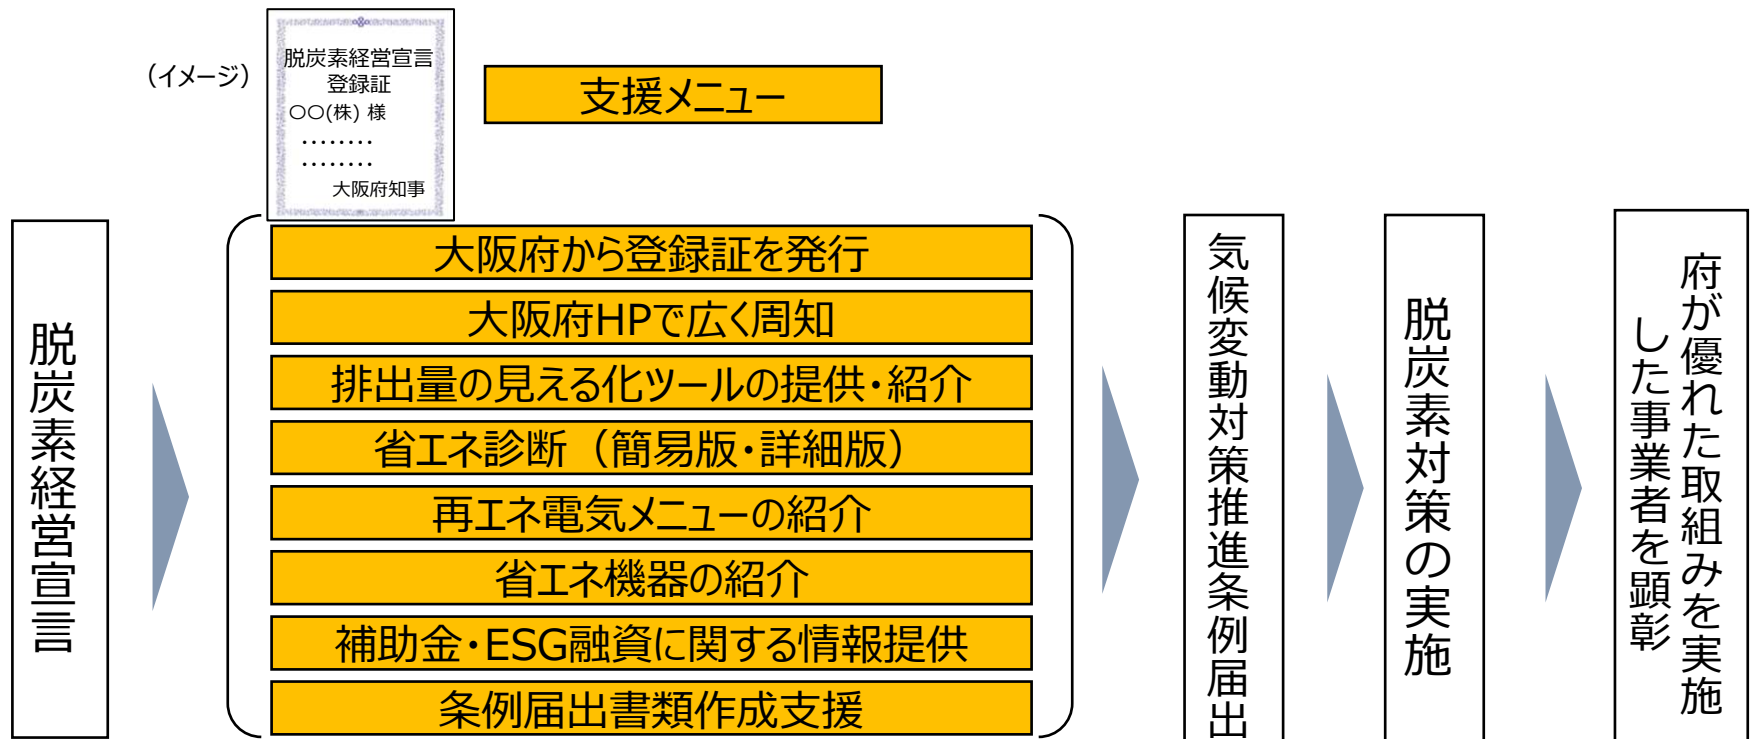 （イメージ）
脱炭素経営宣言
登録証
〇〇(株) 様
‥‥‥‥
‥‥‥‥
大阪府知事
支援メニュー
脱炭素経営宣言
大阪府から登録証を発行
大阪府HPで広く周知
排出量の見える化ツールの提供・紹介
省エネ診断（簡易版・詳細版）
再エネ電気メニューの紹介
省エネ機器の紹介
補助金・ESG融資に関する情報提供
条例届出書類作成支援
気候変動対策推進条例届出
脱炭素対策の実施
府が優れた取組みを実施
した事業者を顕彰